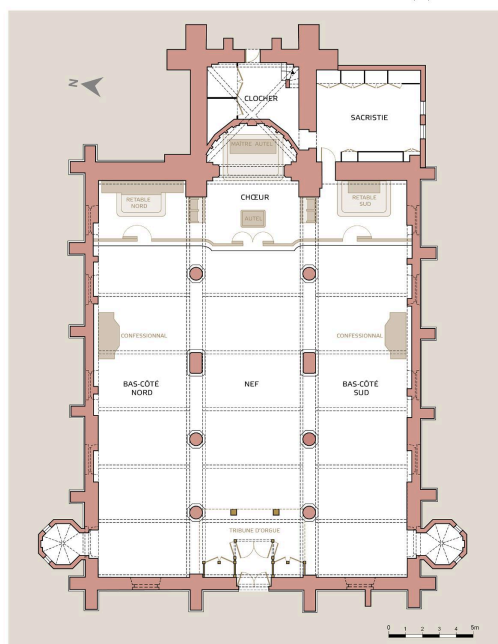 N
CLOCHER
SACRISTIE
MAÎTRE AUTEL
CHŒUR
RETABLE
NORD
AUTEL
RETABLE
SUD
CONFESSIONNAL
CONFESSIONNAL
BAS-CÔTÉ
NORD
NEF
BAS-CÔTÉ
SUD
TRIBUNE D'ORGUE
0 1 2 3 4 5m